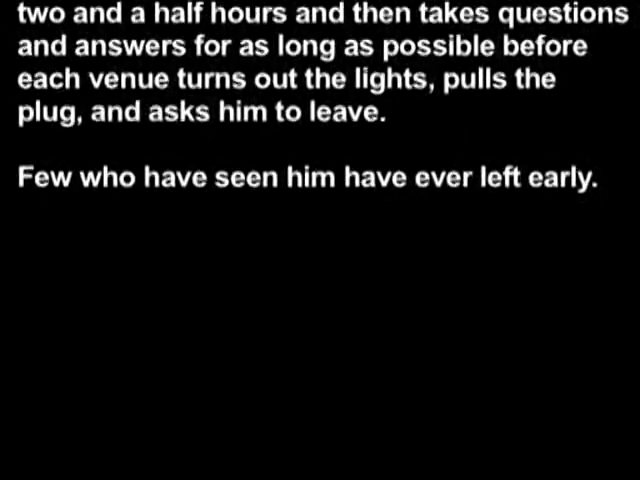 two and a half hours and then takes questions
and answers for as long as possible before
each venue turns out the lights, pulls the
plug, and asks him to leave.
Few who have seen him have ever left early.